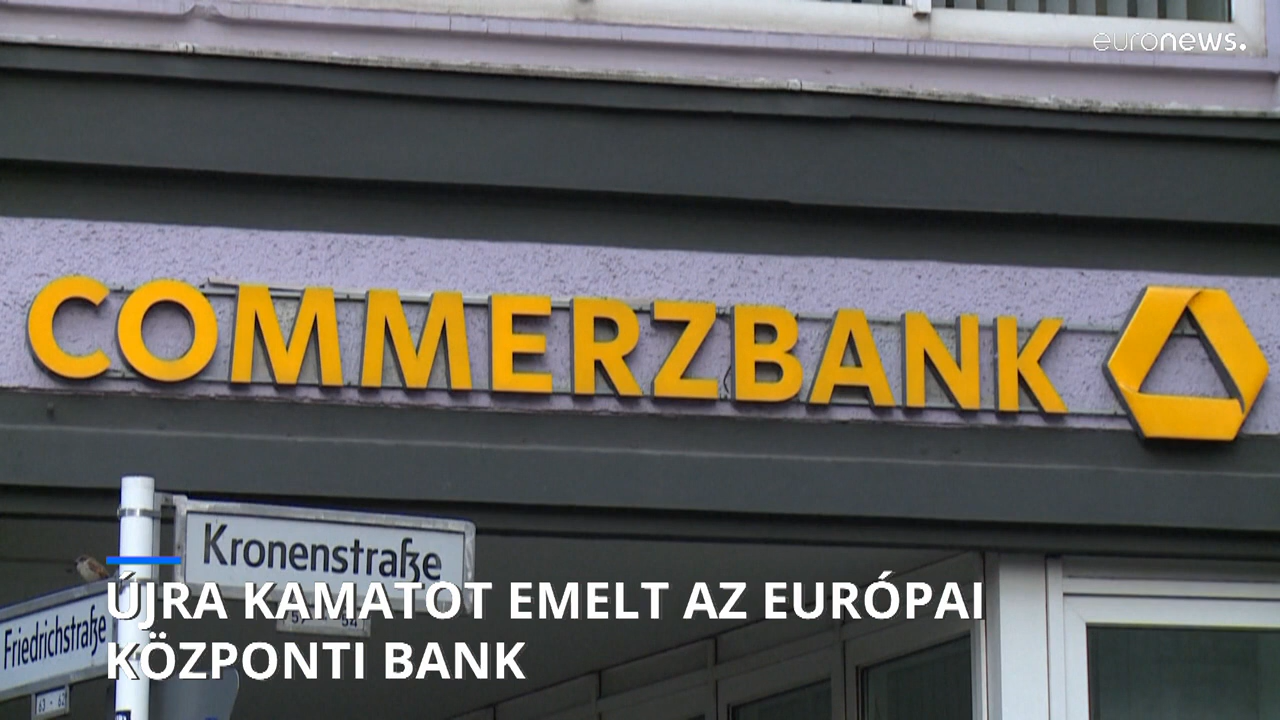 euronews.
COMMERZBANK
Kronenstraße
Friedrichstraße
ÚJRA KAMATOT EMELT AZ EURÓPAI
KÖZPONTI BANK